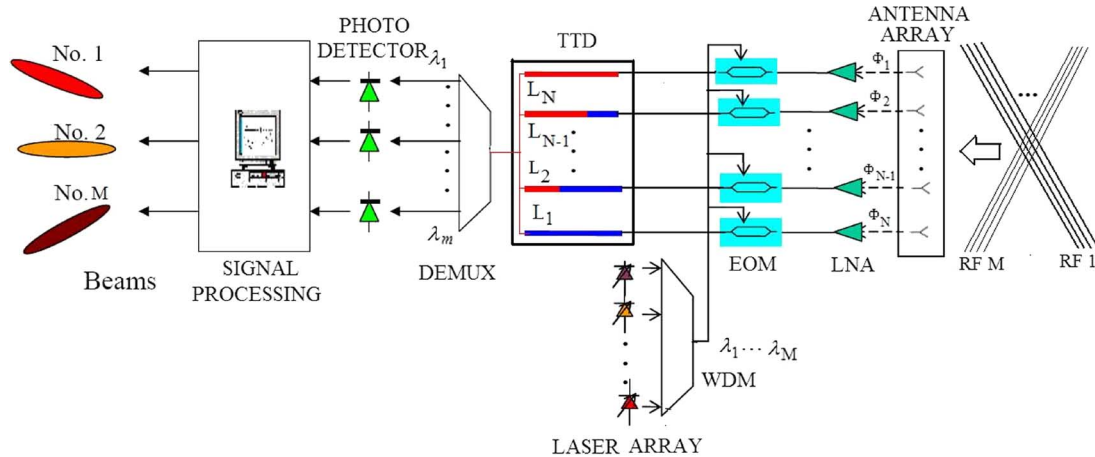 No. 1
No. 2
No. M
Beams
SIGNAL
PROCESSING
PHOTO
DETECTOR
λ1
λm
DEMUX
TTD
LN
LN-1
L2
L1
EOM
LNA
ANTENNA
ARRAY
Φ1
Φ2
ΦN-1
ΦN
RF M
RF 1
λ1 ... λM
WDM
LASER ARRAY